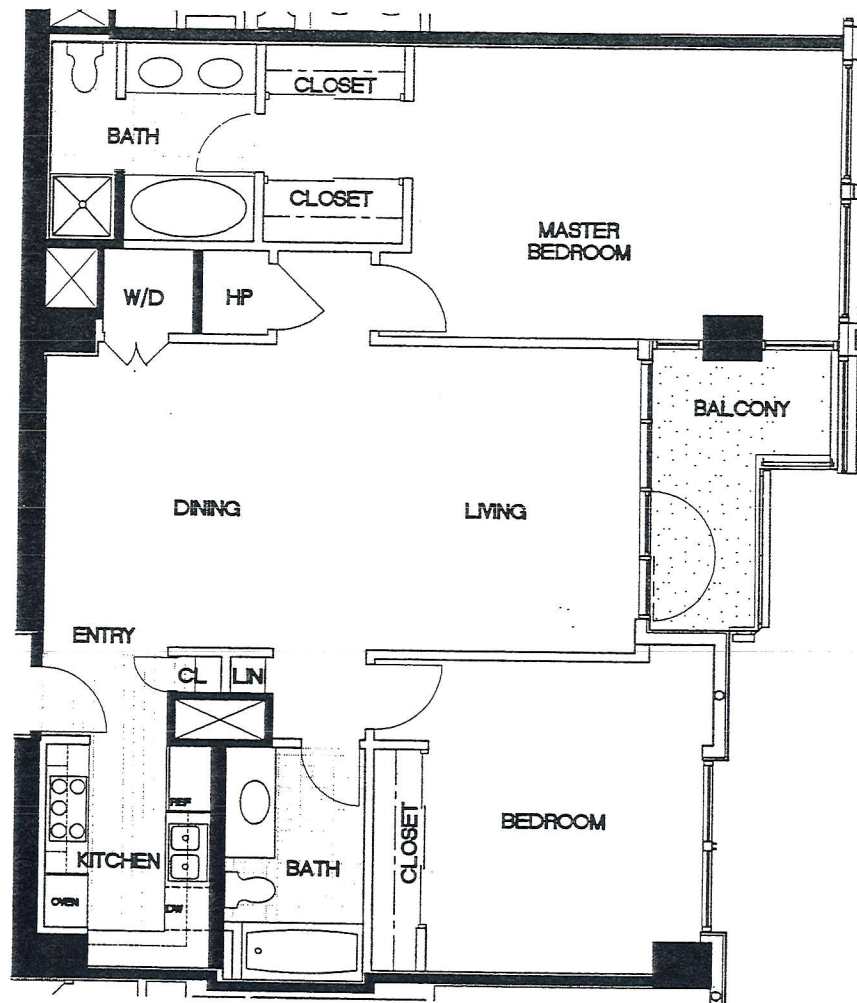 CLOSET
BATH
CLOSET
MASTER
BEDROOM
W/D
HP
BALCONY
DINING
LIVING
ENTRY
CL
LIN
REF
KITCHEN
OVEN
DW
BATH
CLOSET
BEDROOM